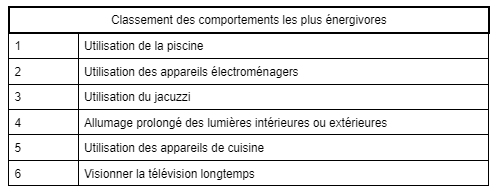 Classement des comportements les plus énergivores
1 Utilisation de la piscine
2 Utilisation des appareils électroménagers
3 Utilisation du jacuzzi
4 Allumage prolongé des lumières intérieures ou extérieures
5 Utilisation des appareils de cuisine
6 Visionner la télévision longtemps